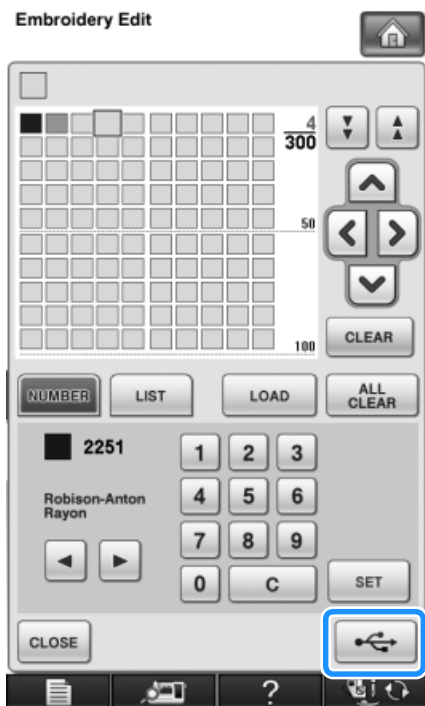 Embroidery Edit
4
300
50
100
CLEAR
NUMBER
LIST
LOAD
ALL
CLEAR
2251
Robison-Anton
Rayon
1 2 3
4 5 6
7 8 9
0 C
SET
CLOSE
?